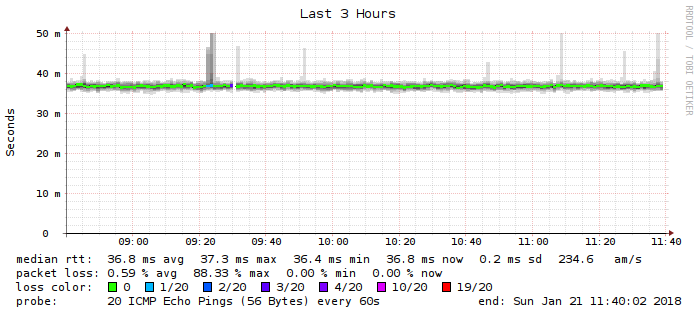 Last 3 Hours
RRDTOOL / TOBI OETIKER
Seconds
50 m
40 m
30 m
20 m
10 m
0
09:00 09:20 09:40 10:00 10:20 10:40 11:00 11:20 11:40
median rtt: 36.8 ms avg 37.3 ms max 36.4 ms min 36.8 ms now 0.2 ms sd 234.6 am/s
packet loss: 0.59 % avg 88.33 % max 0.00 % min 0.00 % now
loss color: 0 1/20 2/20 3/20 4/20 10/20 19/20
probe: 20 ICMP Echo Pings (56 Bytes) every 60s end: Sun Jan 21 11:40:02 2018